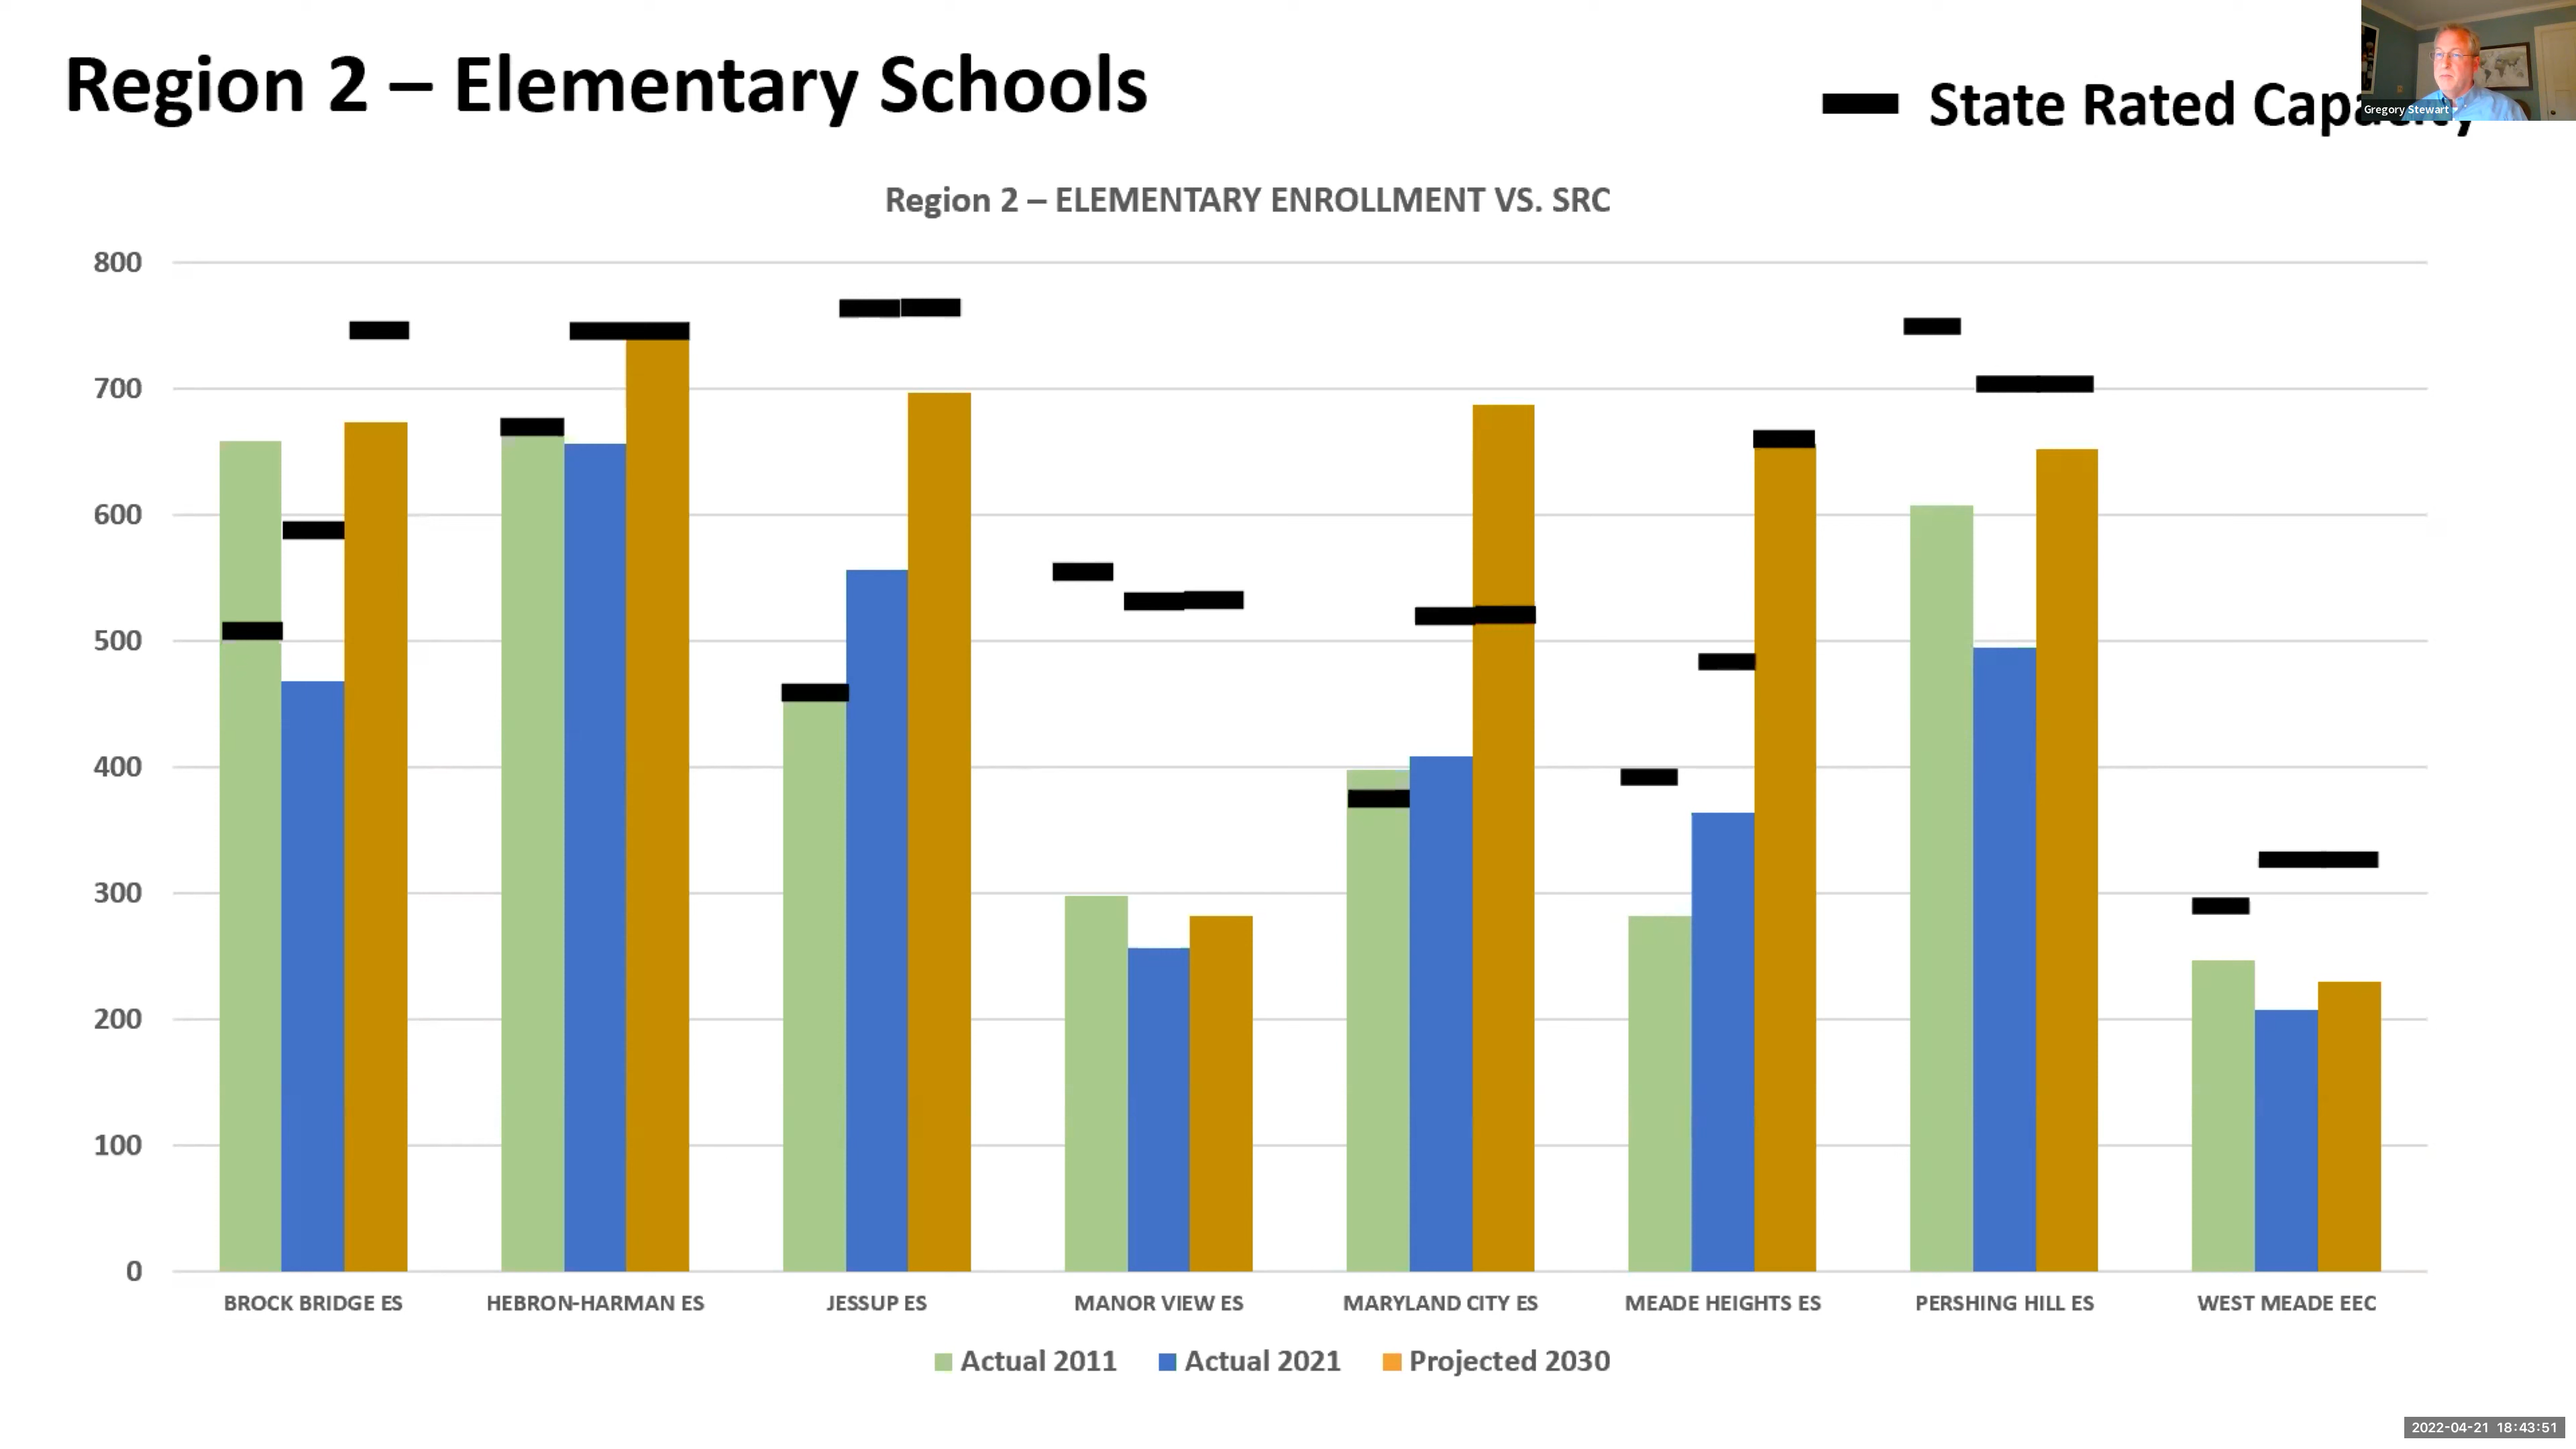 Region 2 – Elementary Schools
State Rated Capacity
Gregory Stewart
Region 2 – ELEMENTARY ENROLLMENT VS. SRC
800
700
600
500
400
300
200
100
0
BROCK BRIDGE ES HEBRON-HARMAN ES JESSUP ES MANOR VIEW ES MARYLAND CITY ES MEADE HEIGHTS ES PERSHING HILL ES WEST MEADE EEC
Actual 2011 Actual 2021 Projected 2030
2022-04-21 18:43:51